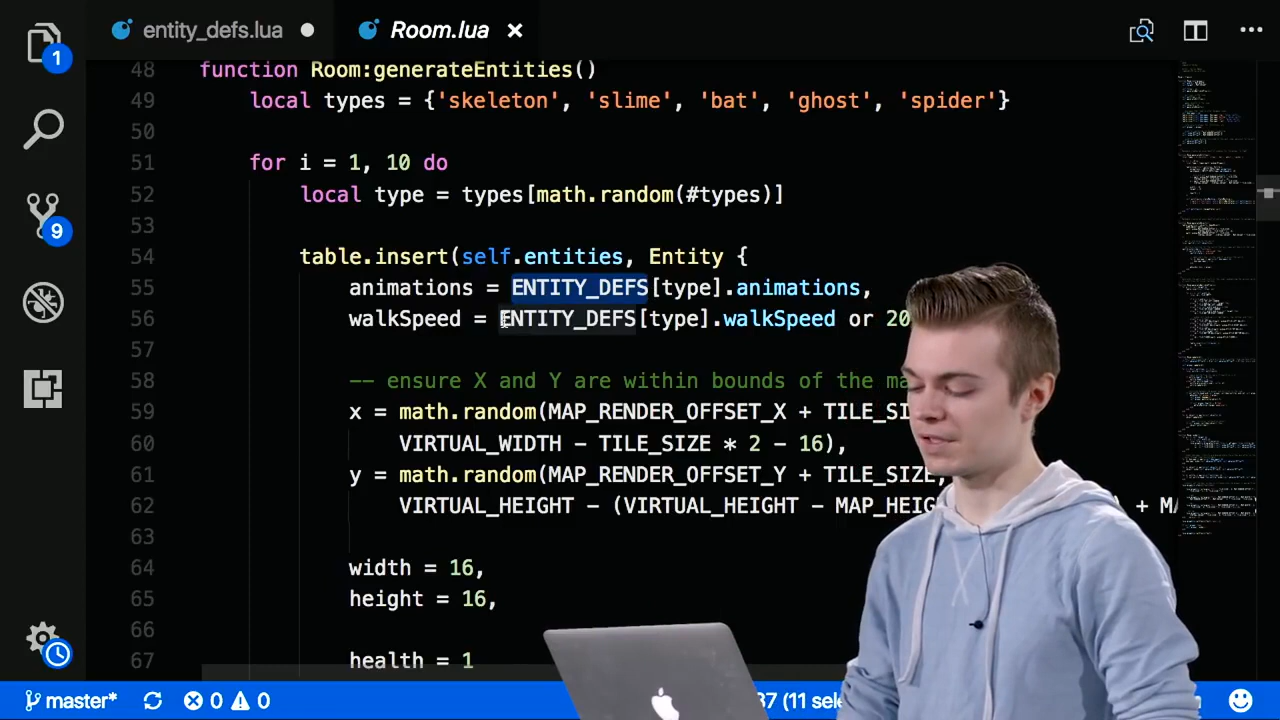 entity_defs.lua
Room.lua
1
9
48 function Room:generateEntities()
49 local types = {'skeleton', 'slime', 'bat', 'ghost', 'spider'}
50
51 for i = 1, 10 do
52 local type = types[math.random(#types)]
53
54 table.insert(self.entities, Entity {
55 animations = ENTITY_DEFS[type].animations,
56 walkSpeed = ENTITY_DEFS[type].walkSpeed or 20
57
58 -- ensure X and Y are within bounds of the
59 x = math.random(MAP_RENDER_OFFSET_X +
60 VIRTUAL_WIDTH - TILE_SIZE * 2 - 16),
61 y = math.random(MAP_RENDER_OFFSET_Y + TILE_SIZE,
62 VIRTUAL_HEIGHT - (VIRTUAL_HEIGHT - +
63
64 width = 16,
65 height = 16,
66
67 health = 1
master* 0 0